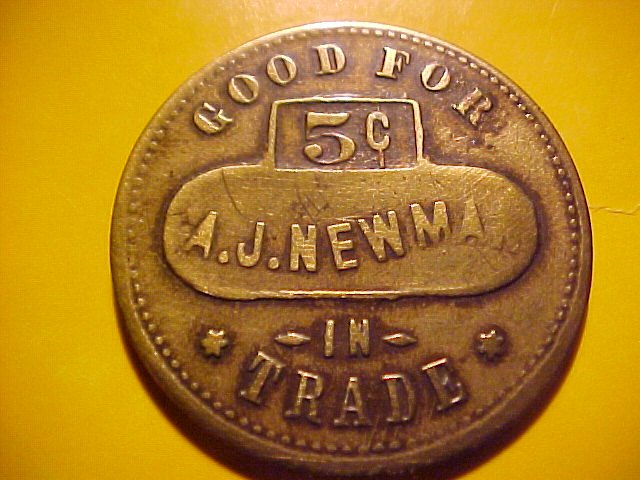 GOOD FOR
5¢
A.J. NEWMA
IN
TRADE